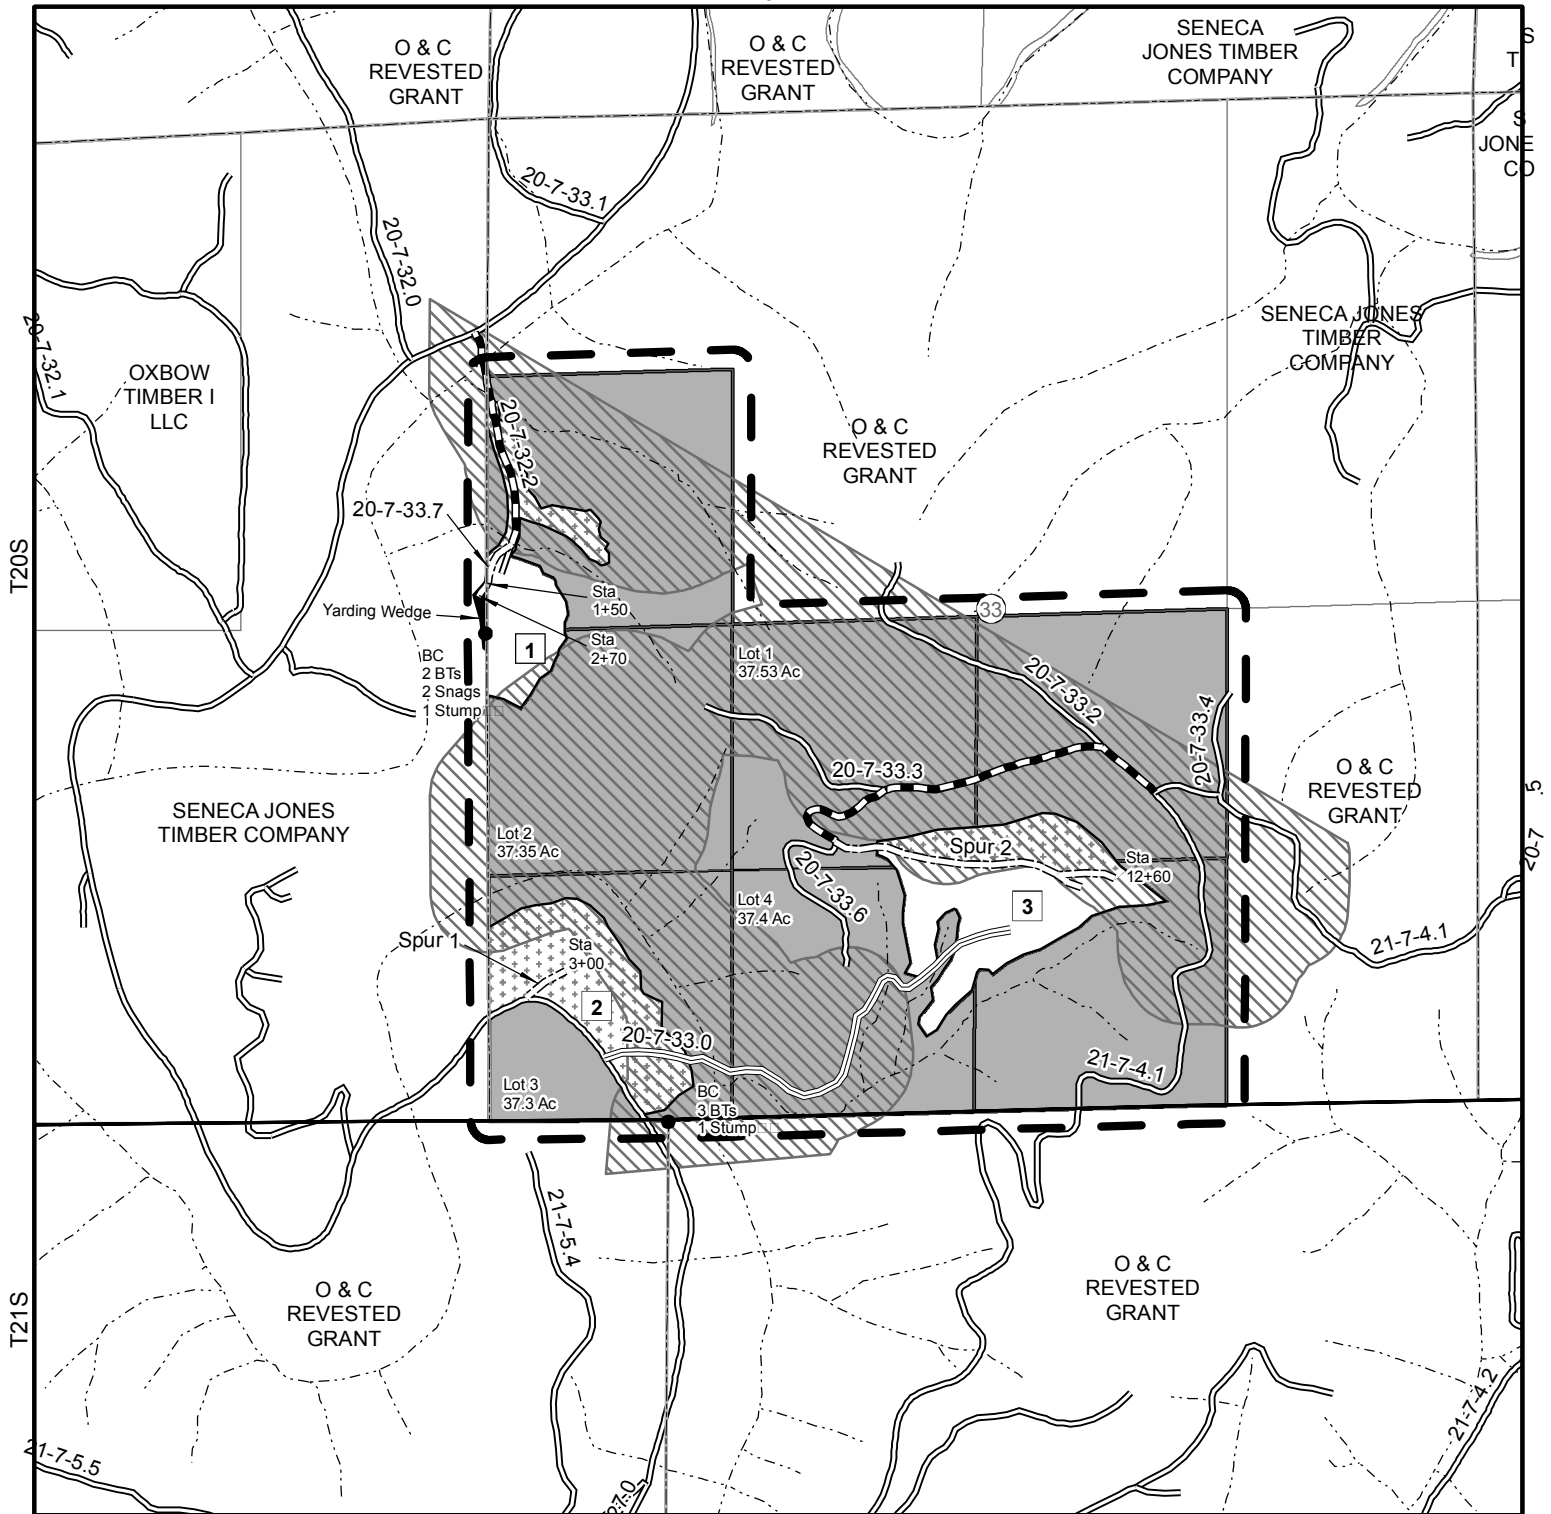 O & C
REVESTED
GRANT
O & C
REVESTED
GRANT
SENECA
JONES TIMBER
COMPANY
S
T
S
JONE
CO
20-7-33.1
20-7-32.0
20-7-32.1
OXBOW
TIMBER I
LLC
SENECA JONES
TIMBER
COMPANY
O & C
REVESTED
GRANT
20-7-32.2
20-7-33.7
T20S
Sta
1+50
Yarding Wedge
1
Sta
2+70
33
BC
2 BTs
2 Snags
1 Stump
Lot 1
37.53 Ac
20-7-33.2
20-7-33.4
20-7-33.3
O & C
REVESTED
GRANT
.5
20-7
SENECA JONES
TIMBER COMPANY
Lot 2
37.35 Ac
Spur 2
Sta
12+60
20-7-33.6
Lot 4
37.4 Ac
3
Spur 1
Sta
3+00
21-7-4.1
2
20-7-33.0
21-7-4.1
Lot 3
37.3 Ac
BC
3 BTs
1 Stump
21-7-5.4
T21S
O & C
REVESTED
GRANT
O & C
REVESTED
GRANT
21-7-4.2
21-7-5.5
27.0